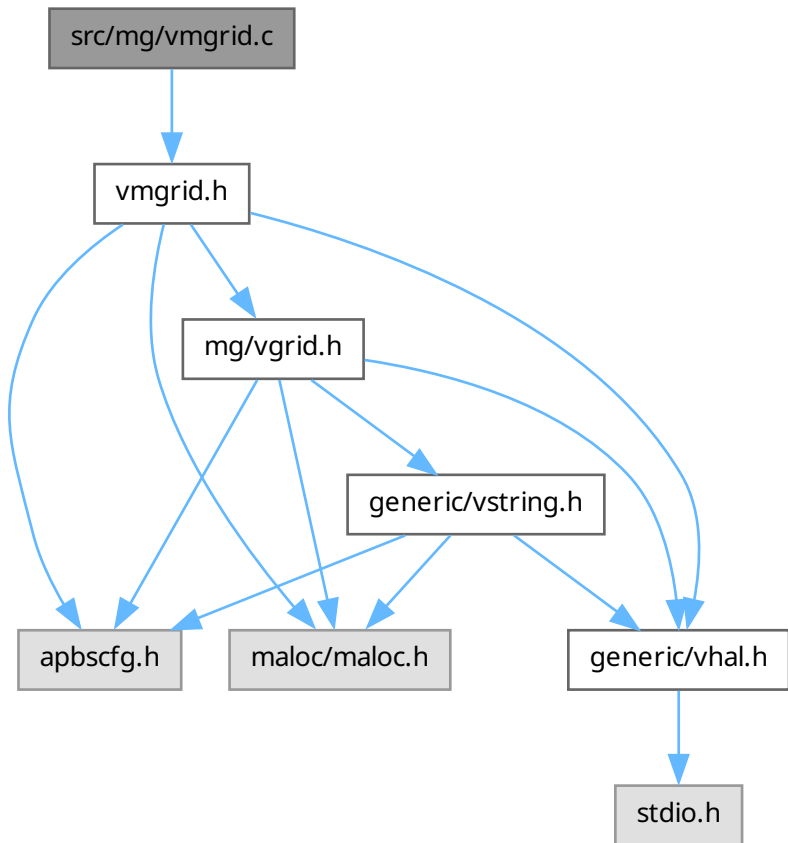 src/mg/vmgrid.c
vmgrid.h
mg/vgrid.h
generic/vstring.h
apbscfg.h
maloc/maloc.h
generic/vhal.h
stdio.h